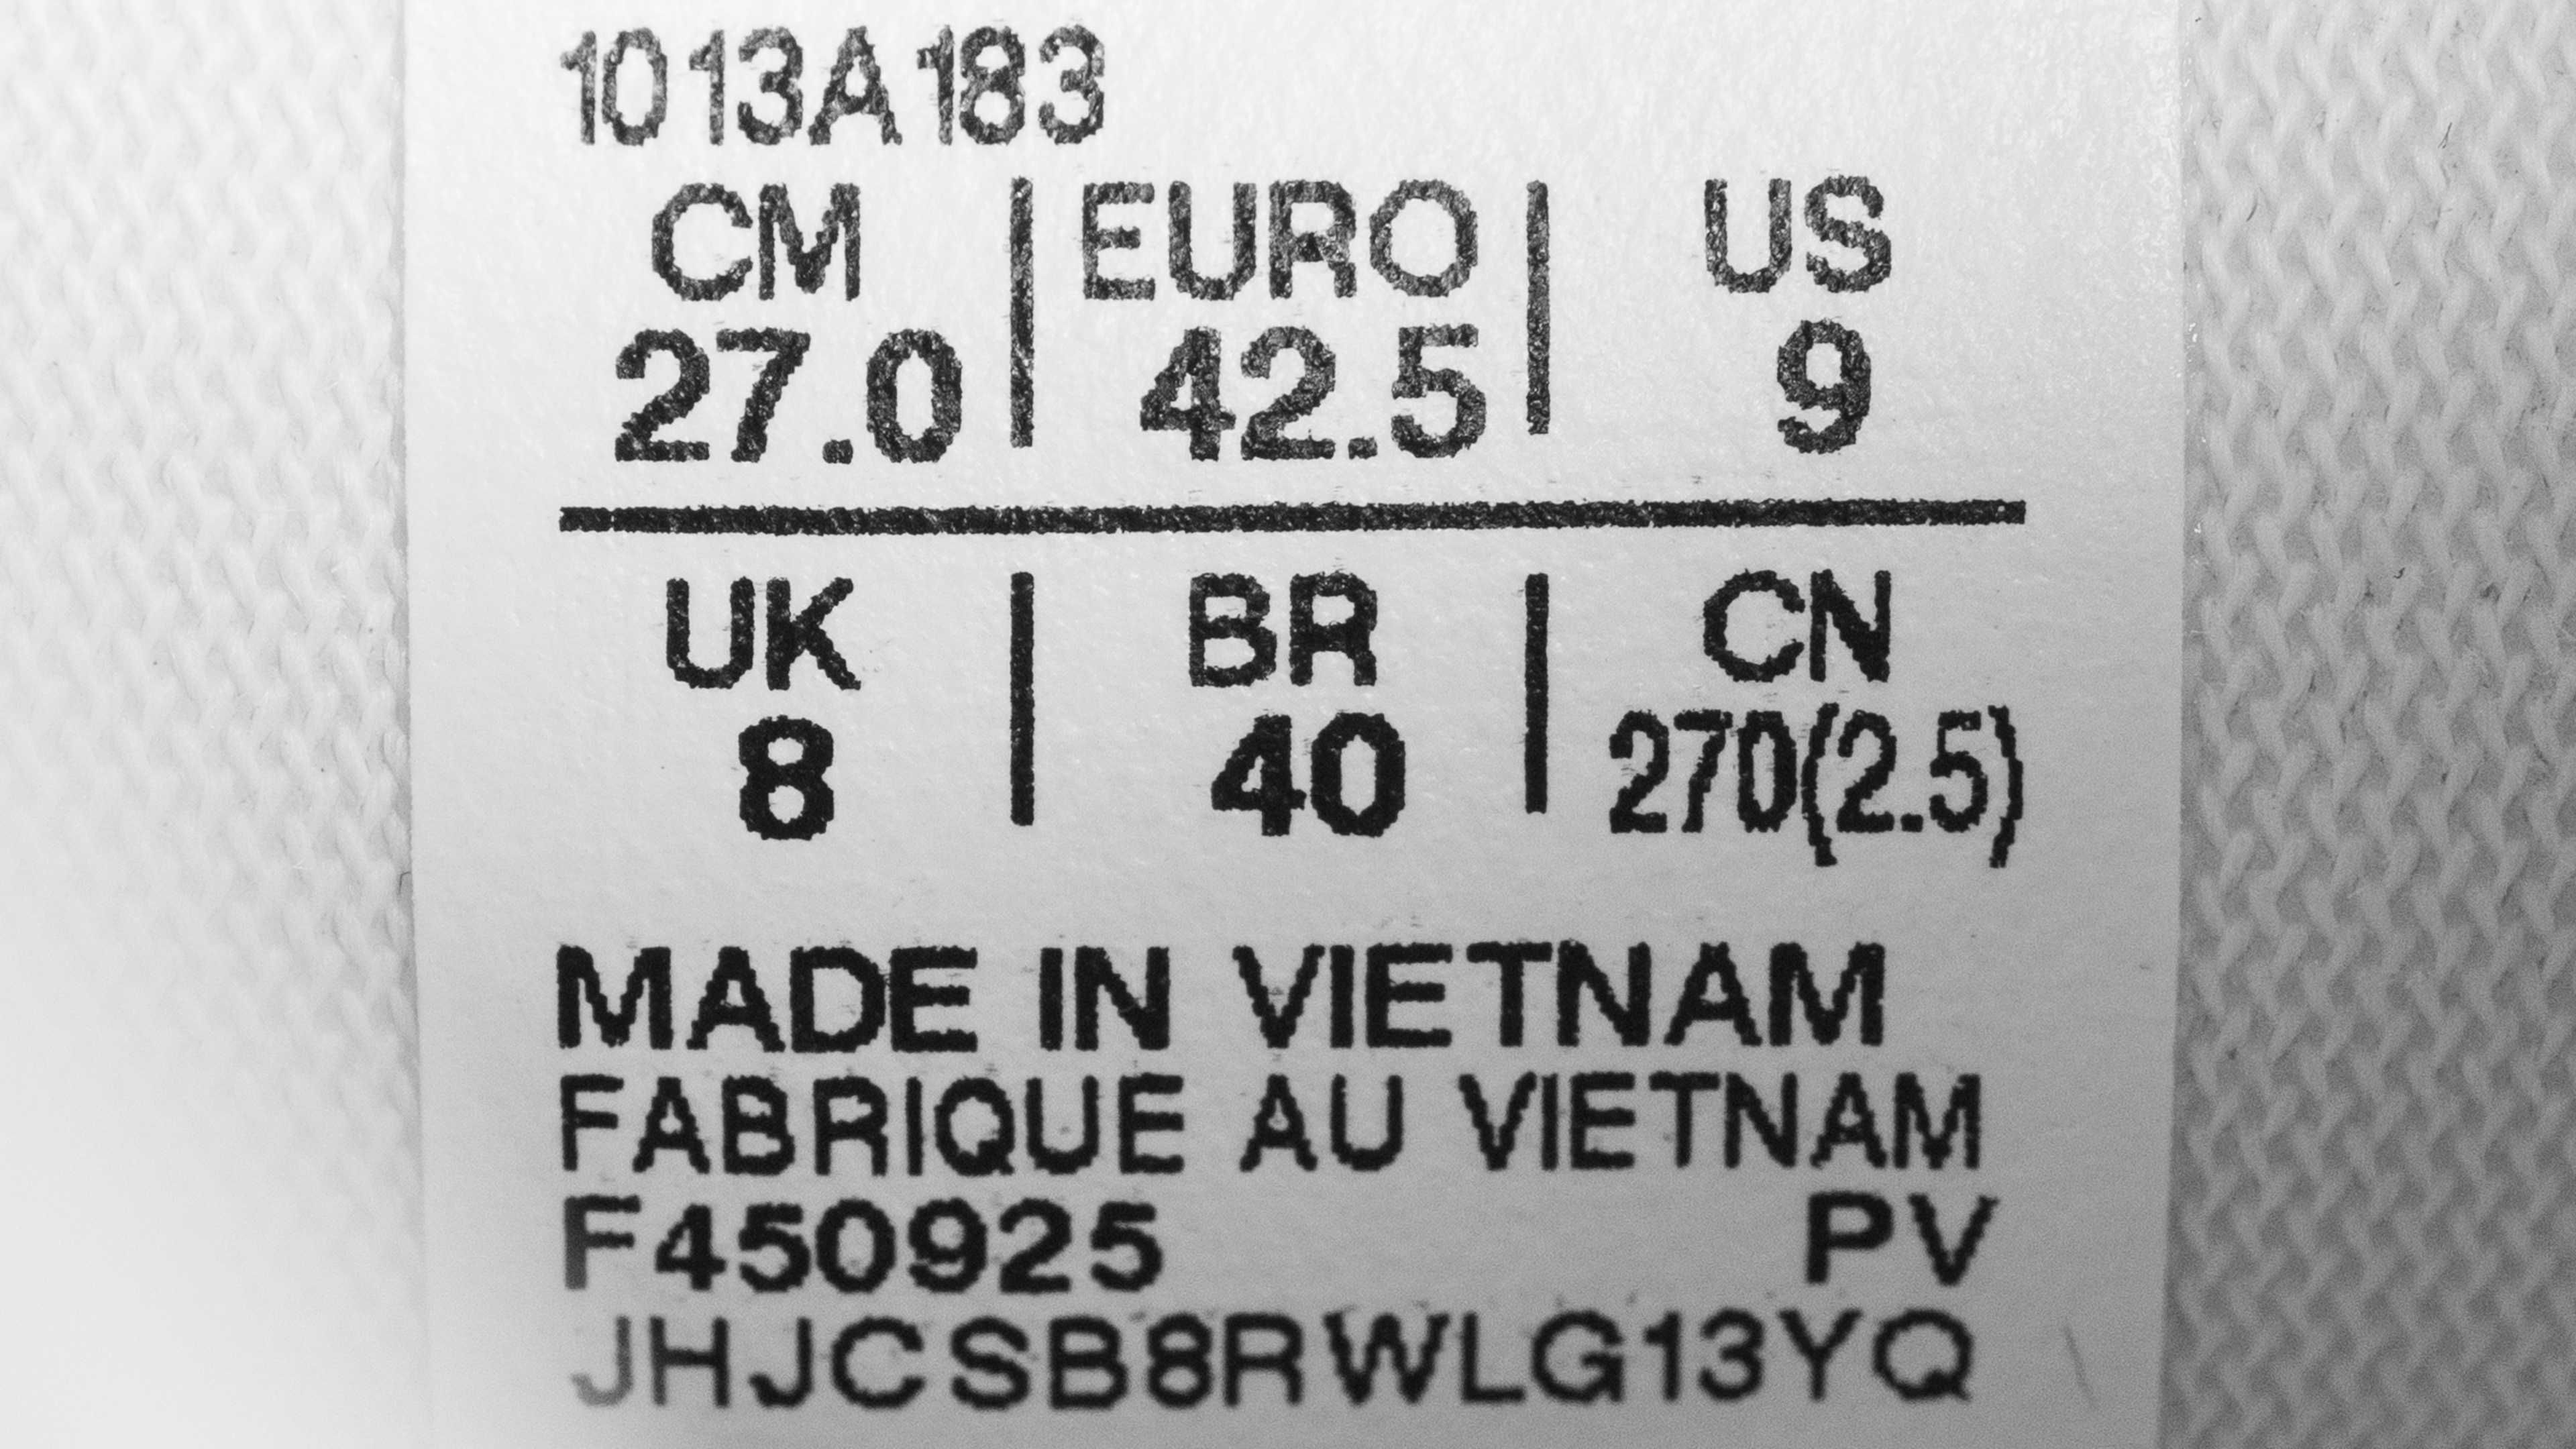 1013A183
CM | EURO | US
27.0 | 42.5 | 9
UK | BR | CN
8 | 40 | 270(2.5)
MADE IN VIETNAM
FABRIQUE AU VIETNAM
F450925 PV
JHJCSB8RWLG13YQ